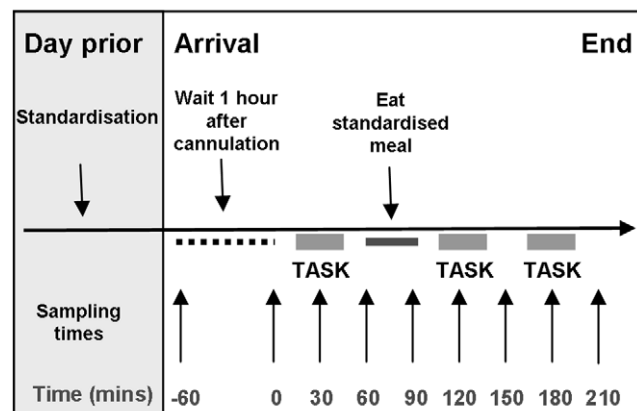 Day prior
Arrival
End
Standardisation
Wait 1 hour
after
cannulation
Eat
standardised
meal
TASK
TASK
TASK
Sampling
times
Time (mins)
-60
0
30
60
90
120
150
180
210